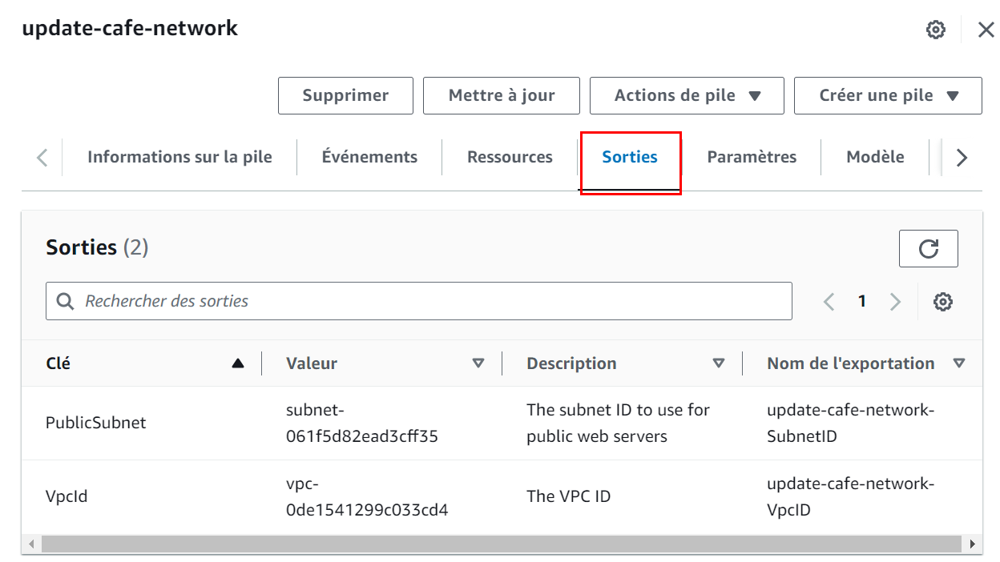 update-cafe-network
Supprimer
Mettre à jour
Actions de pile
Créer une pile
Informations sur la pile
Événements
Ressources
Sorties
Paramètres
Modèle
Sorties (2)
Rechercher des sorties
1
Clé
Valeur
Description
Nom de l'exportation
PublicSubnet
subnet-
061f5d82ead3cff35
The subnet ID to use for
public web servers
update-cafe-network-
SubnetID
VpcId
vpc-
0de1541299c033cd4
The VPC ID
update-cafe-network-
VpcID